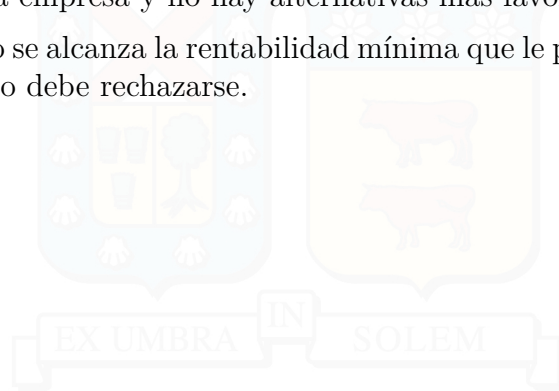 a empresa y no hay alternativas más favo
o se alcanza la rentabilidad mínima que le p
o debe rechazarse.
EX UMBRA IN SOLEM